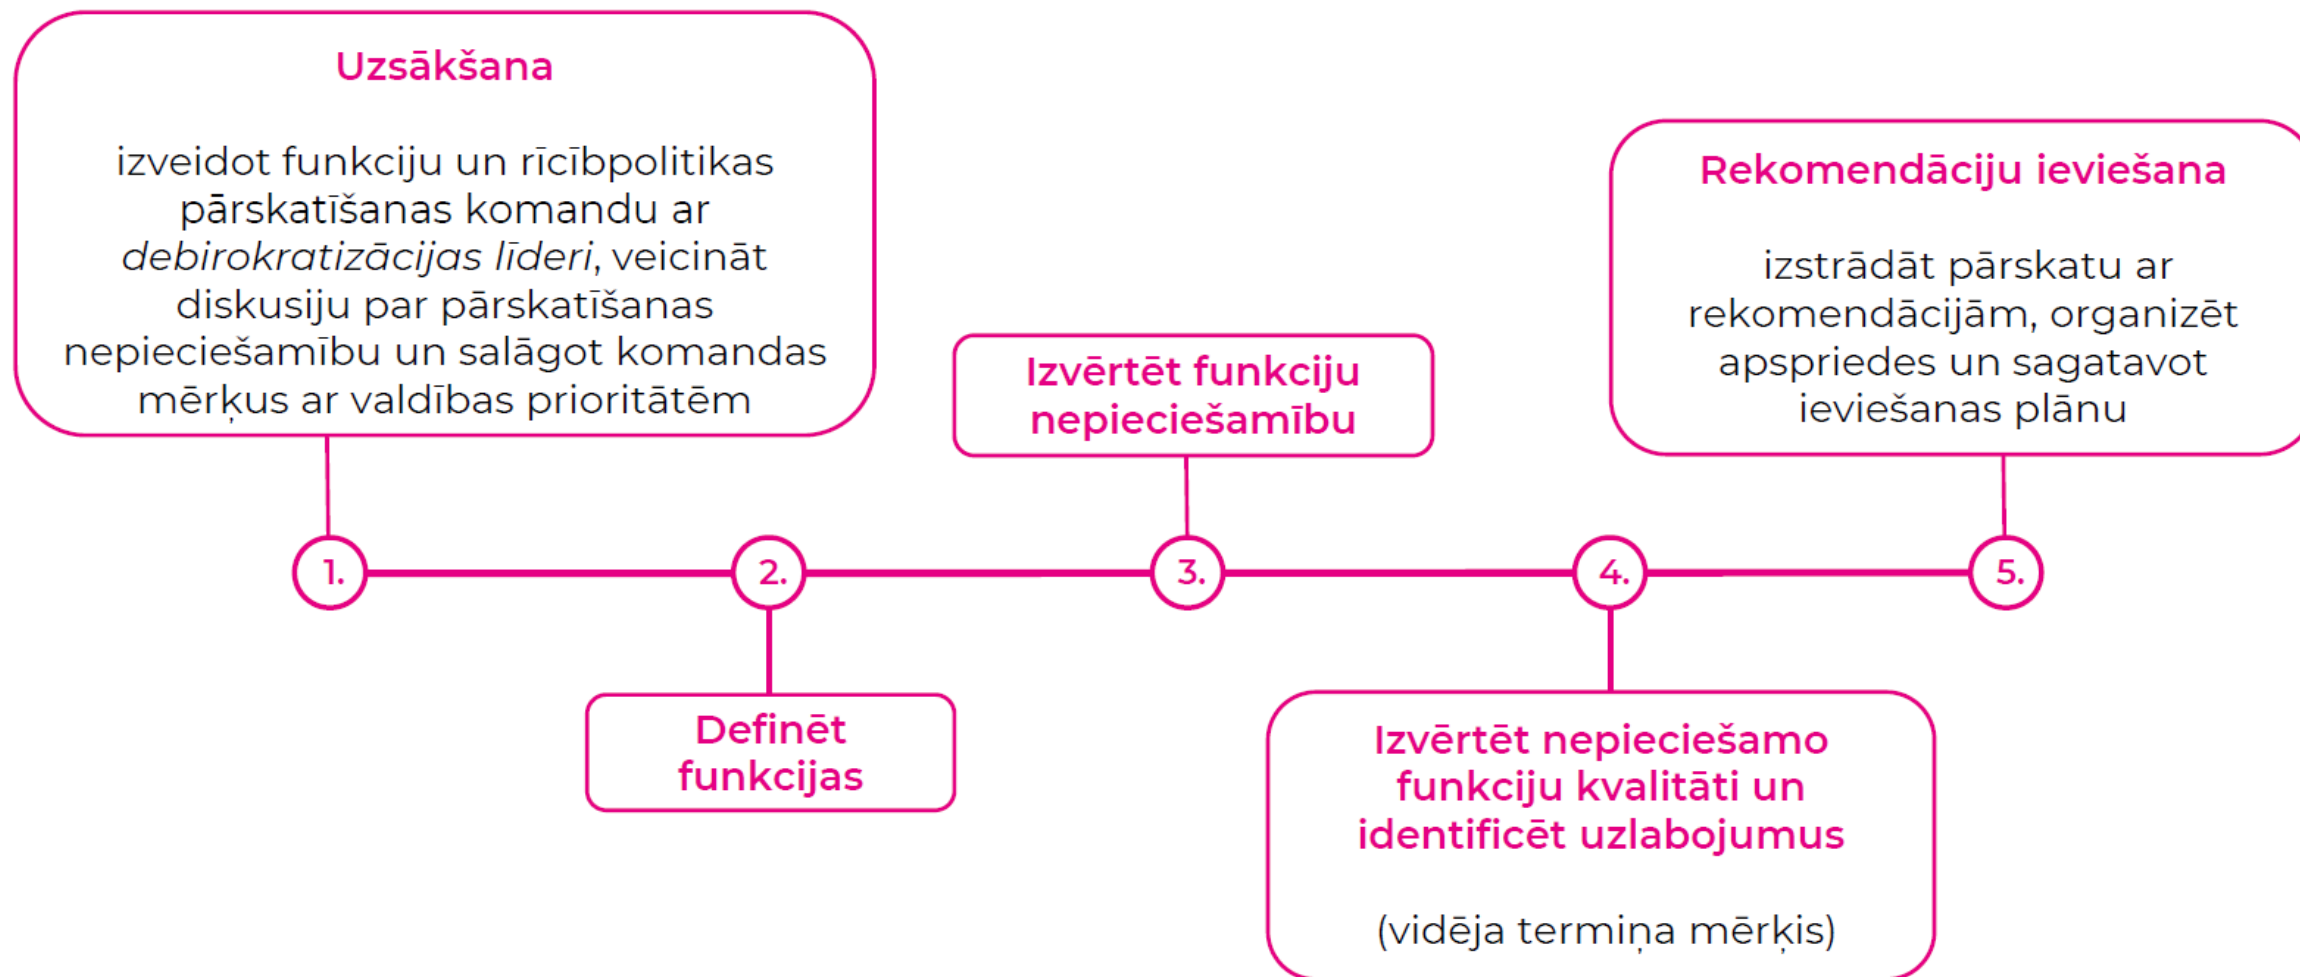 Uzsākšana
izveidot funkciju un rīcībpolitikas
pārskatīšanas komandu ar
debirokratizācijas līderi, veicināt
diskusiju par pārskatīšanas
nepieciešamību un salāgot komandas
mērķus ar valdības prioritātēm
1.
Definēt
funkcijas
2.
Izvērtēt funkciju
nepieciešamību
3.
Izvērtēt nepieciešamo
funkciju kvalitāti un
identificēt uzlabojumus
(vidēja termiņa mērķis)
4.
Rekomendāciju ieviešana
izstrādāt pārskatu ar
rekomendācijām, organizēt
apspriedes un sagatavot
ieviešanas plānu
5.